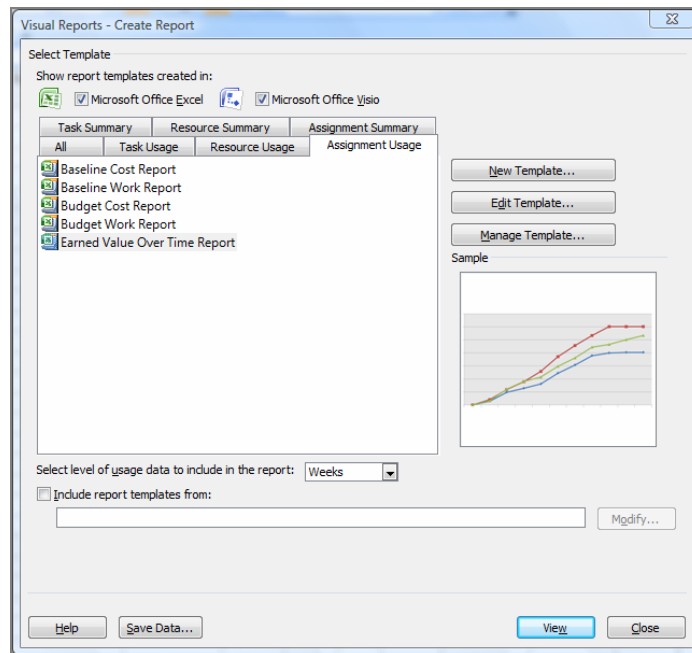 Visual Reports - Create Report
Select Template
Show report templates created in:
Microsoft Office Excel
Microsoft Office Visio
Task Summary
Resource Summary
Assignment Summary
All
Task Usage
Resource Usage
Assignment Usage
Baseline Cost Report
Baseline Work Report
Budget Cost Report
Budget Work Report
Earned Value Over Time Report
New Template...
Edit Template...
Manage Template...
Sample
Select level of usage data to include in the report:
Weeks
Include report templates from:
Modify...
Help
Save Data...
View
Close